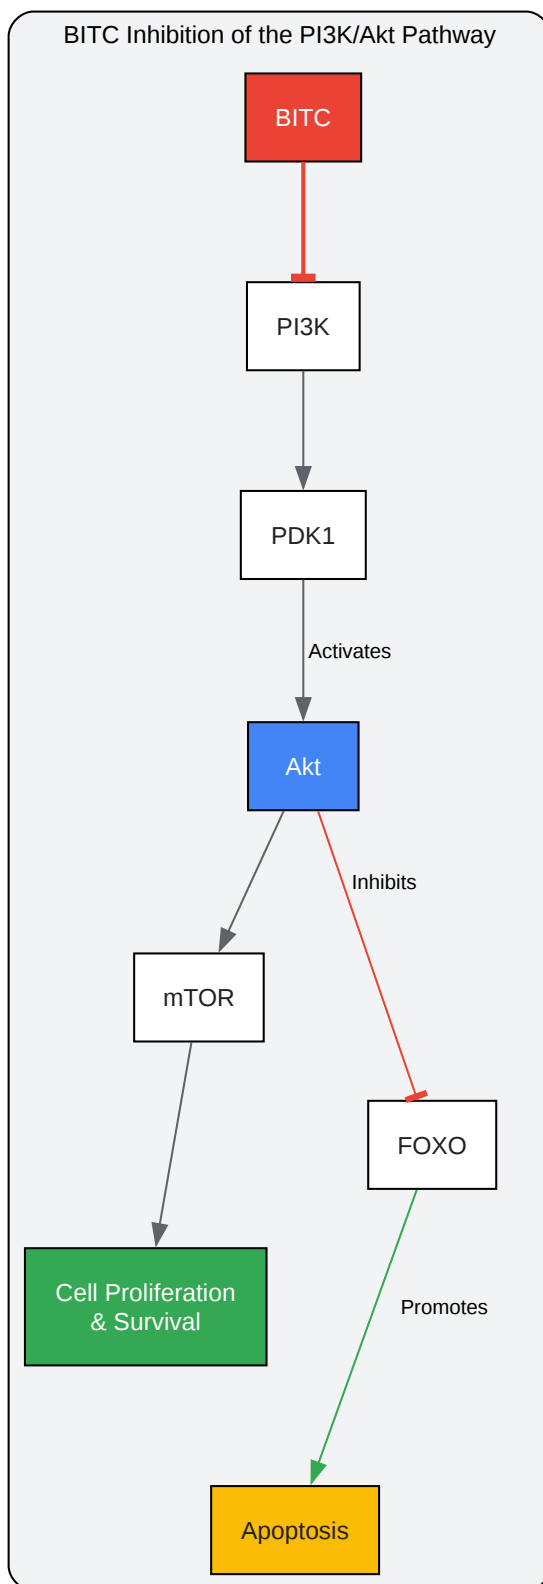 BITC Inhibition of the PI3K/Akt Pathway
BITC
PI3K
PDK1
Activates
Akt
Inhibits
mTOR
FOXO
Cell Proliferation
& Survival
Promotes
Apoptosis